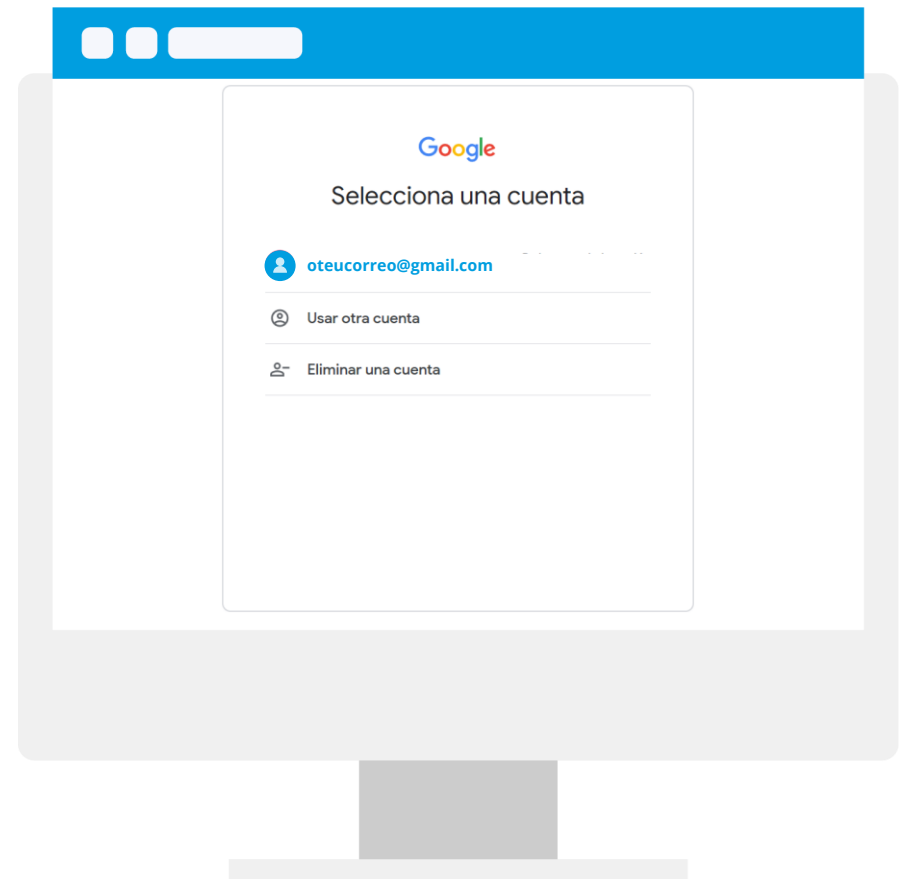 Google
Selecciona una cuenta
oteucorreo@gmail.com
Usar otra cuenta
Eliminar una cuenta